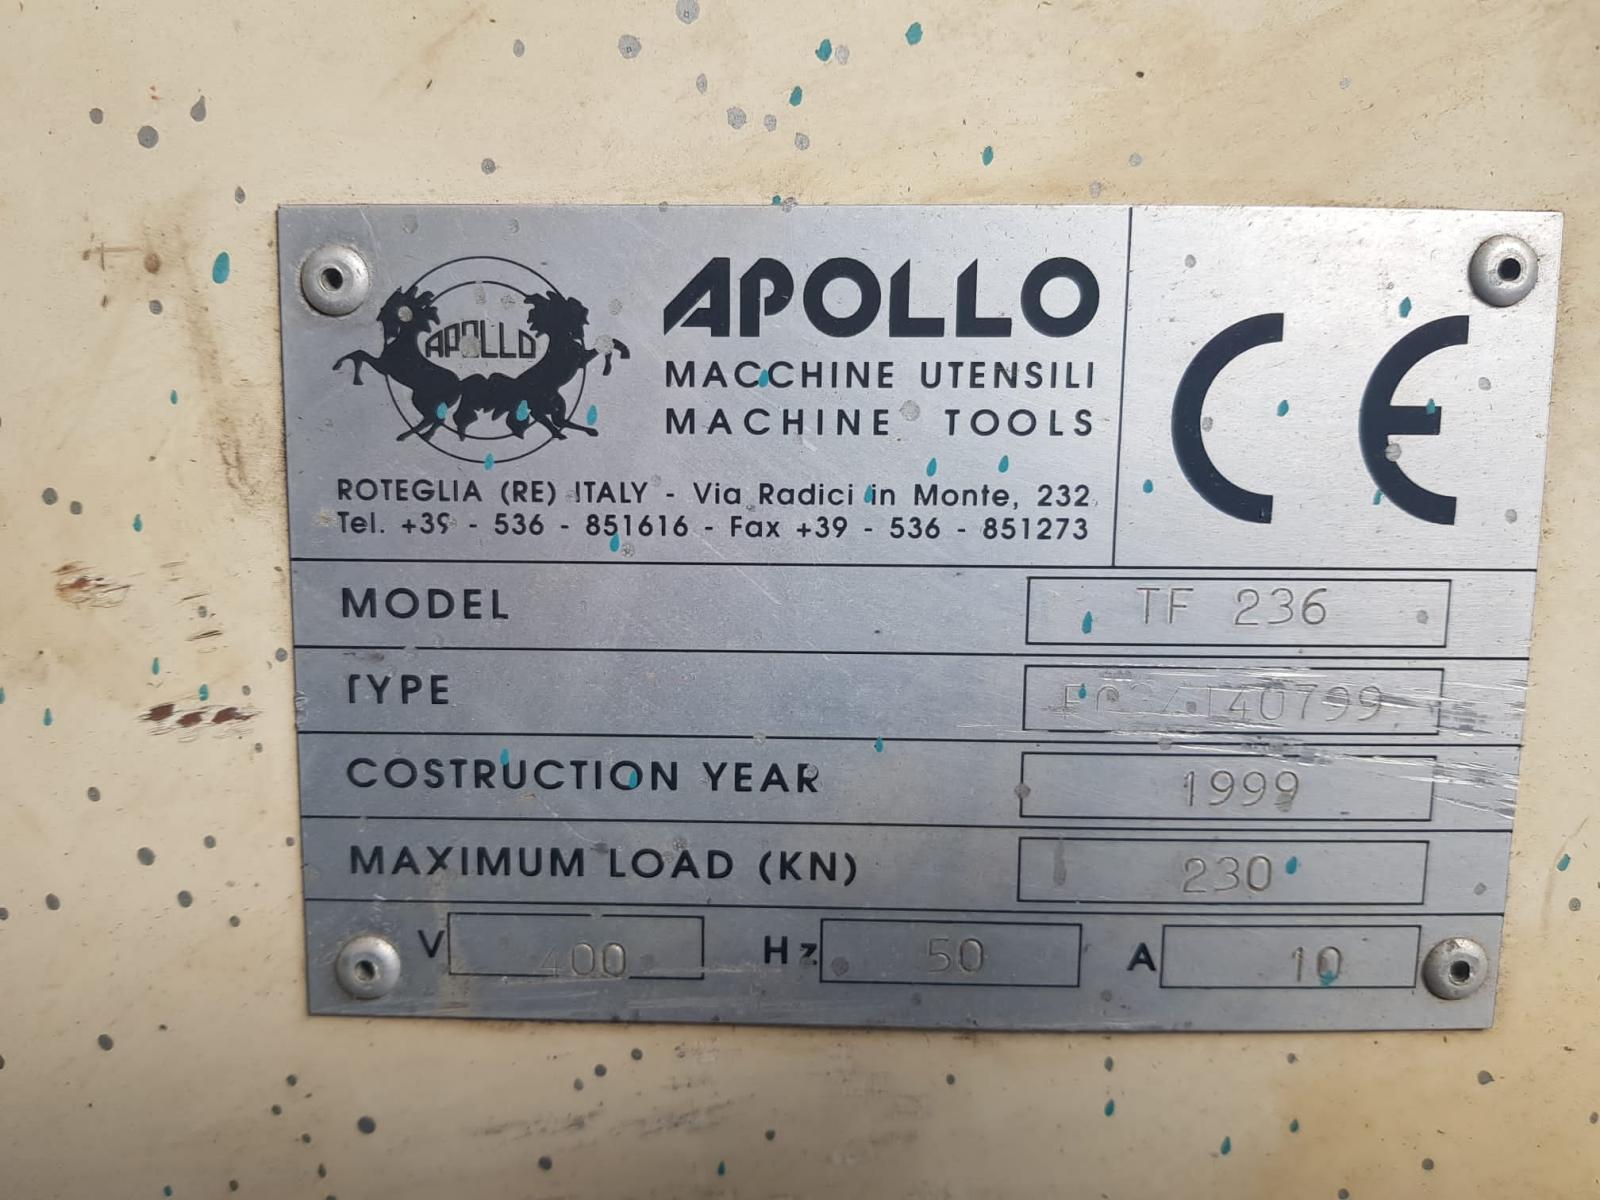 APOLLO
APOLLO
MACCHINE UTENSILI
MACHINE TOOLS
ROTEGLIA (RE) ITALY - Via Radici in Monte, 232
Tel. +39 - 536 - 851616 - Fax +39 - 536 - 851273
CE
MODEL TF 236
TYPE
COSTRUCTION YEAR 1999
MAXIMUM LOAD (KN) 230
V 400 Hz 50 A 10